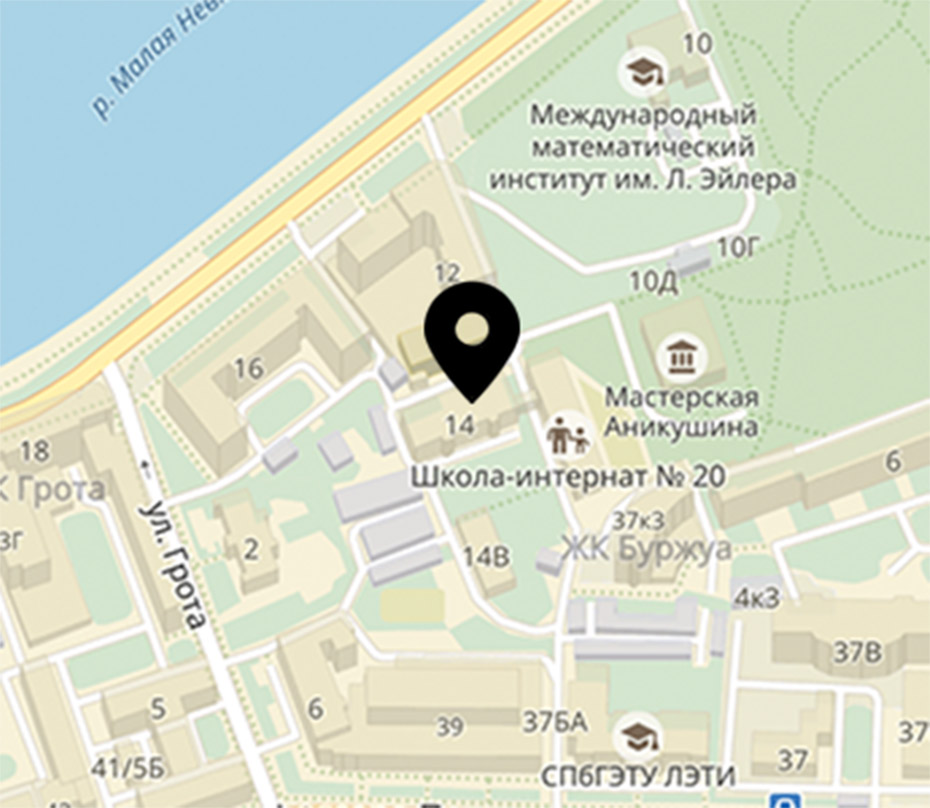 р. Малая Нев
10
Международный
математический
институт им. Л. Эйлера
10Г
10Д
12
16
Мастерская
Аникушина
14
18
6
Школа-интернат № 20
К Грота
37к3
ЖК Буржуа
3г
ул. Грота
2
14В
4к3
37В
5
6
39
37БА
37
37
41/5Б
СПбГЭТУ ЛЭТИ